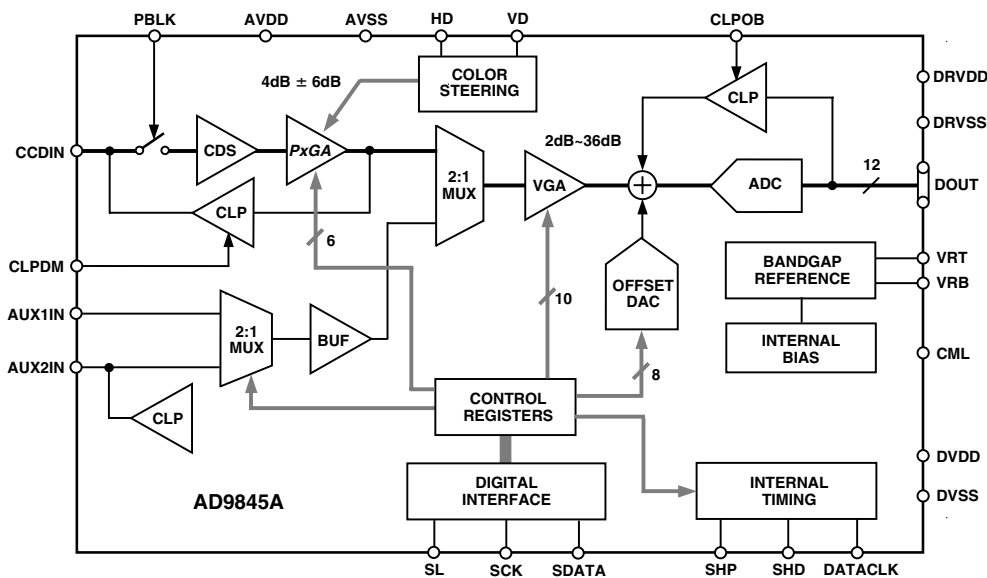 PBLK
AVDD
AVSS
HD
VD
CLPOB
4dB ± 6dB
COLOR
STEERING
CLP
DRVDD
DRVSS
CCDIN
CDS
PxGA
2:1
MUX
2dB~36dB
VGA
ADC
12
DOUT
CLP
6
CLPDM
OFFSET
DAC
BANDGAP
REFERENCE
VRT
VRB
10
AUX1IN
2:1
MUX
BUF
INTERNAL
BIAS
CML
AUX2IN
8
CLP
CONTROL
REGISTERS
DVDD
DIGITAL
INTERFACE
INTERNAL
TIMING
DVSS
AD9845A
SL
SCK
SDATA
SHP
SHD
DATACLK